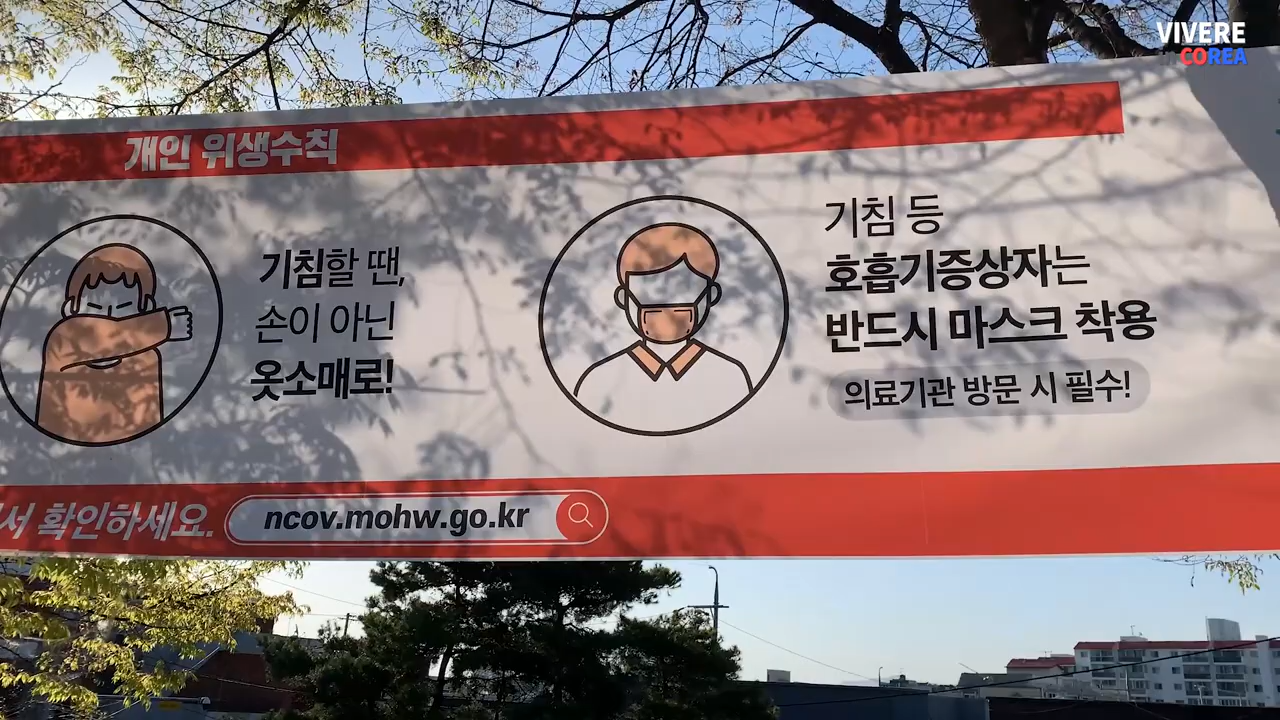 VIVERE
inCOREA
개인 위생수칙
기침할 땐,
손이 아닌
옷소매로!
기침 등
호흡기증상자는
반드시 마스크 착용
의료기관 방문 시 필수!
서 확인하세요.
ncov.mohw.go.kr